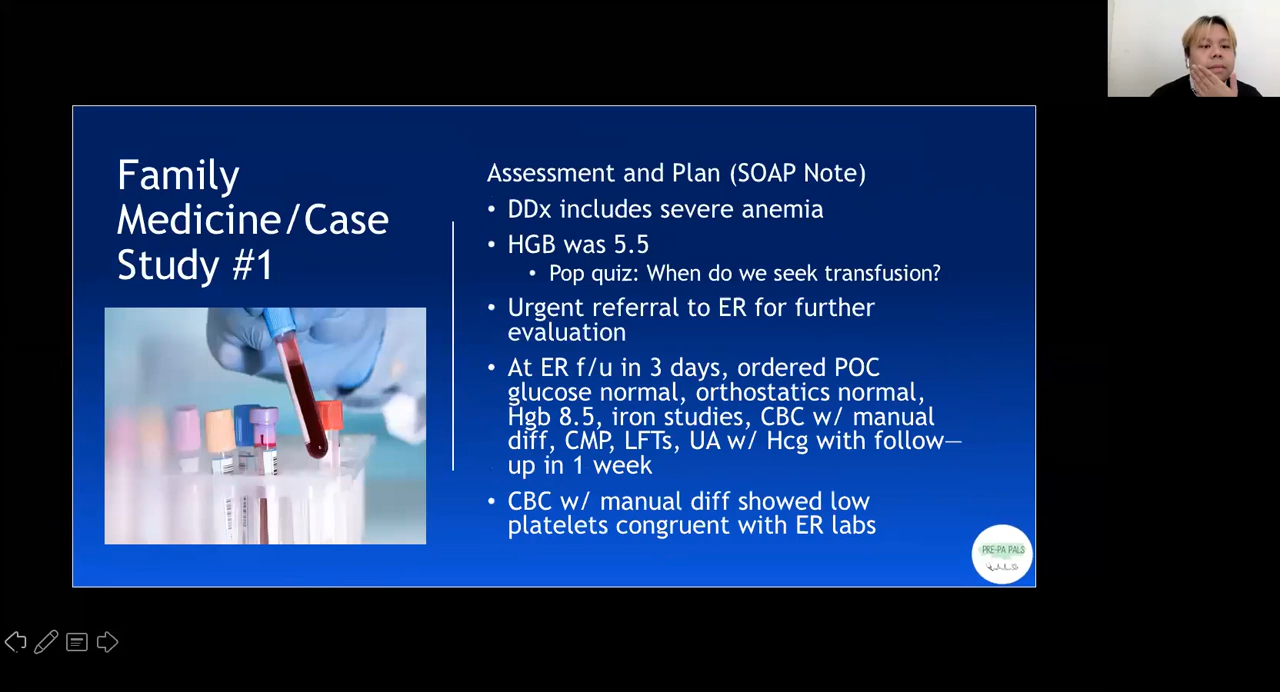 Family
Medicine/Case
Study #1
Assessment and Plan (SOAP Note)
• DDx includes severe anemia
• HGB was 5.5
• Pop quiz: When do we seek transfusion?
• Urgent referral to ER for further
evaluation
• At ER f/u in 3 days, ordered POC
glucose normal, orthostatics normal,
Hgb 8.5, iron studies, CBC w/ manual
diff, CMP, LFTs, UA w/ Hcg with follow—
up in 1 week
• CBC w/ manual diff showed low
platelets congruent with ER labs
PRE-PA PALS